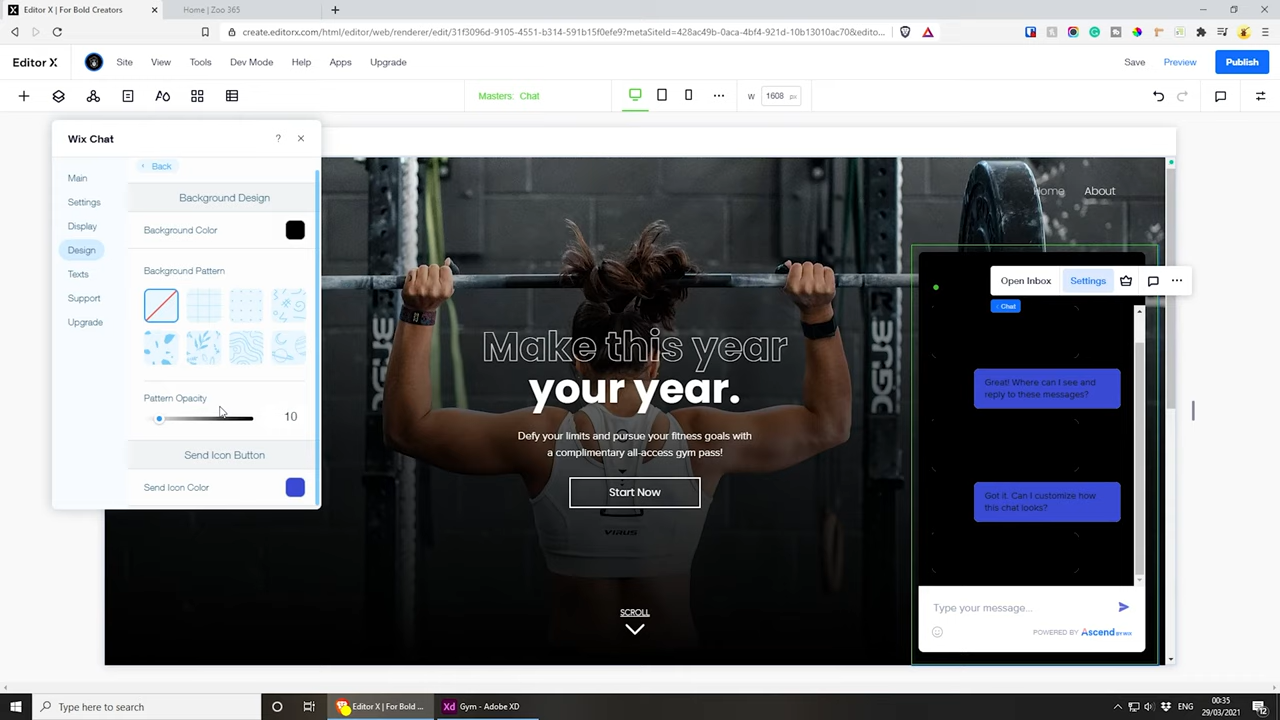 Editor X | For Bold Creators
Home | Zoo 365
create.editorx.com/html/editor/web/renderer/edit/31f3096d-9105-4551-b314-591b15f0efe9?metaSiteId=428ac49b-0aca-4bf4-921d-10b13010ac70&edito...
Editor X
Site
View
Tools
Dev Mode
Help
Apps
Upgrade
Save
Preview
Publish
Masters: Chat
W
1608
px
Wix Chat
?
Main
Settings
Display
Design
Texts
Support
Upgrade
Back
Background Design
Background Color
Background Pattern
Pattern Opacity
10
Send Icon Button
Send Icon Color
Home
About
Make this year
your year.
Defy your limits and pursue your fitness goals with
a complimentary all-access gym pass!
Start Now
VIRUS
SCROLL
Open Inbox
Settings
Chat
Great! Where can I see and
reply to these messages?
Got it. Can I customize how
this chat looks?
Type your message...
POWERED BY Ascend BY WIX
Type here to search
Editor X | For Bold ...
Gym - Adobe XD
ENG
00:35
29/03/2021